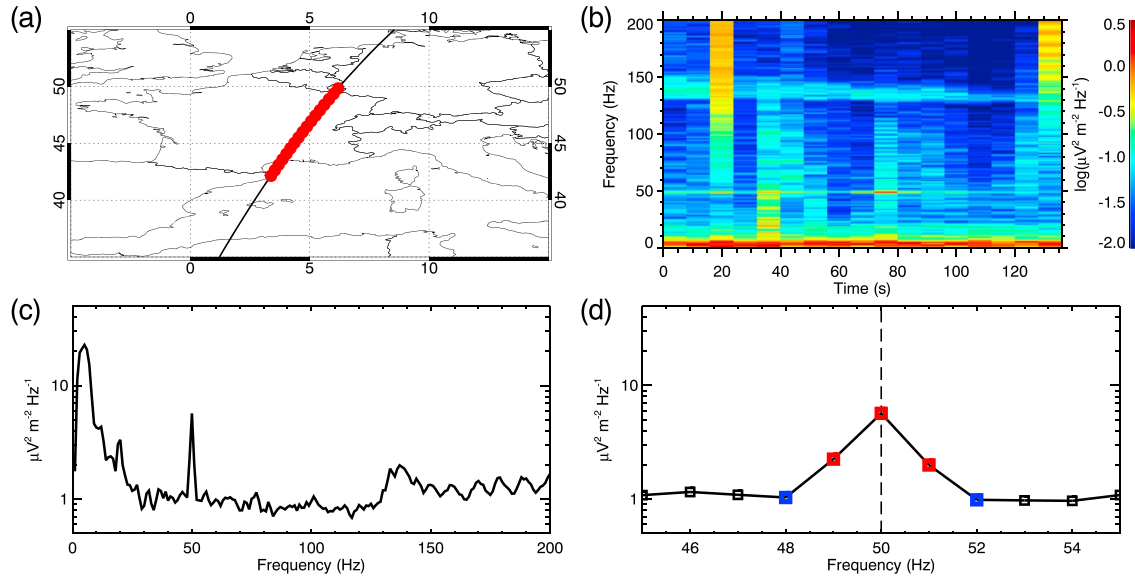 (a)
0 5 10
50 50
45 45
40 40
0 5 10
(b)
200
150
100
50
0
Frequency (Hz)
0 20 40 60 80 100 120
Time (s)
log(μV² m⁻² Hz⁻¹)
0.5
0.0
-0.5
-1.0
-1.5
-2.0
(c)
10
1
μV² m⁻² Hz⁻¹
0 50 100 150 200
Frequency (Hz)
(d)
10
1
μV² m⁻² Hz⁻¹
46 48 50 52 54
Frequency (Hz)